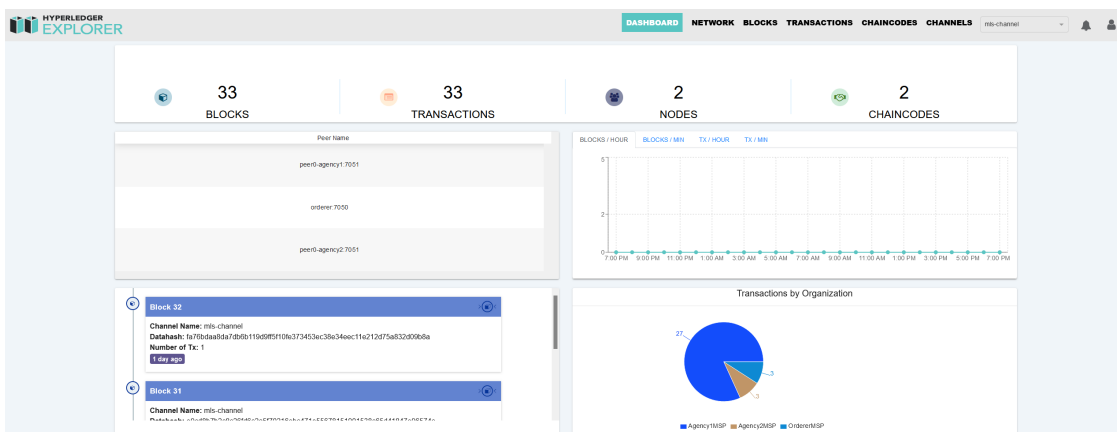 HYPERLEDGER
EXPLORER
DASHBOARD NETWORK BLOCKS TRANSACTIONS CHAINCODES CHANNELS mls-channel
33
BLOCKS
33
TRANSACTIONS
2
NODES
2
CHAINCODES
Peer Name
peer0-agency1:7051
orderer:7050
peer0-agency2:7051
BLOCKS / HOUR BLOCKS / MIN TX / HOUR TX / MIN
5
2
0
7:00 PM 9:00 PM 11:00 PM 1:00 AM 3:00 AM 5:00 AM 7:00 AM 9:00 AM 11:00 AM 1:00 PM 3:00 PM 5:00 PM 7:00 PM
Block 32
Channel Name: mls-channel
Datahash: fa76bdaa8da7db6b119d9ff5f10fe373453ec38e34eec11e212d75a832d09b8a
Number of Tx: 1
1 day ago
Block 31
Channel Name: mls-channel
Transactions by Organization
27
3
3
Agency1MSP Agency2MSP OrdererMSP